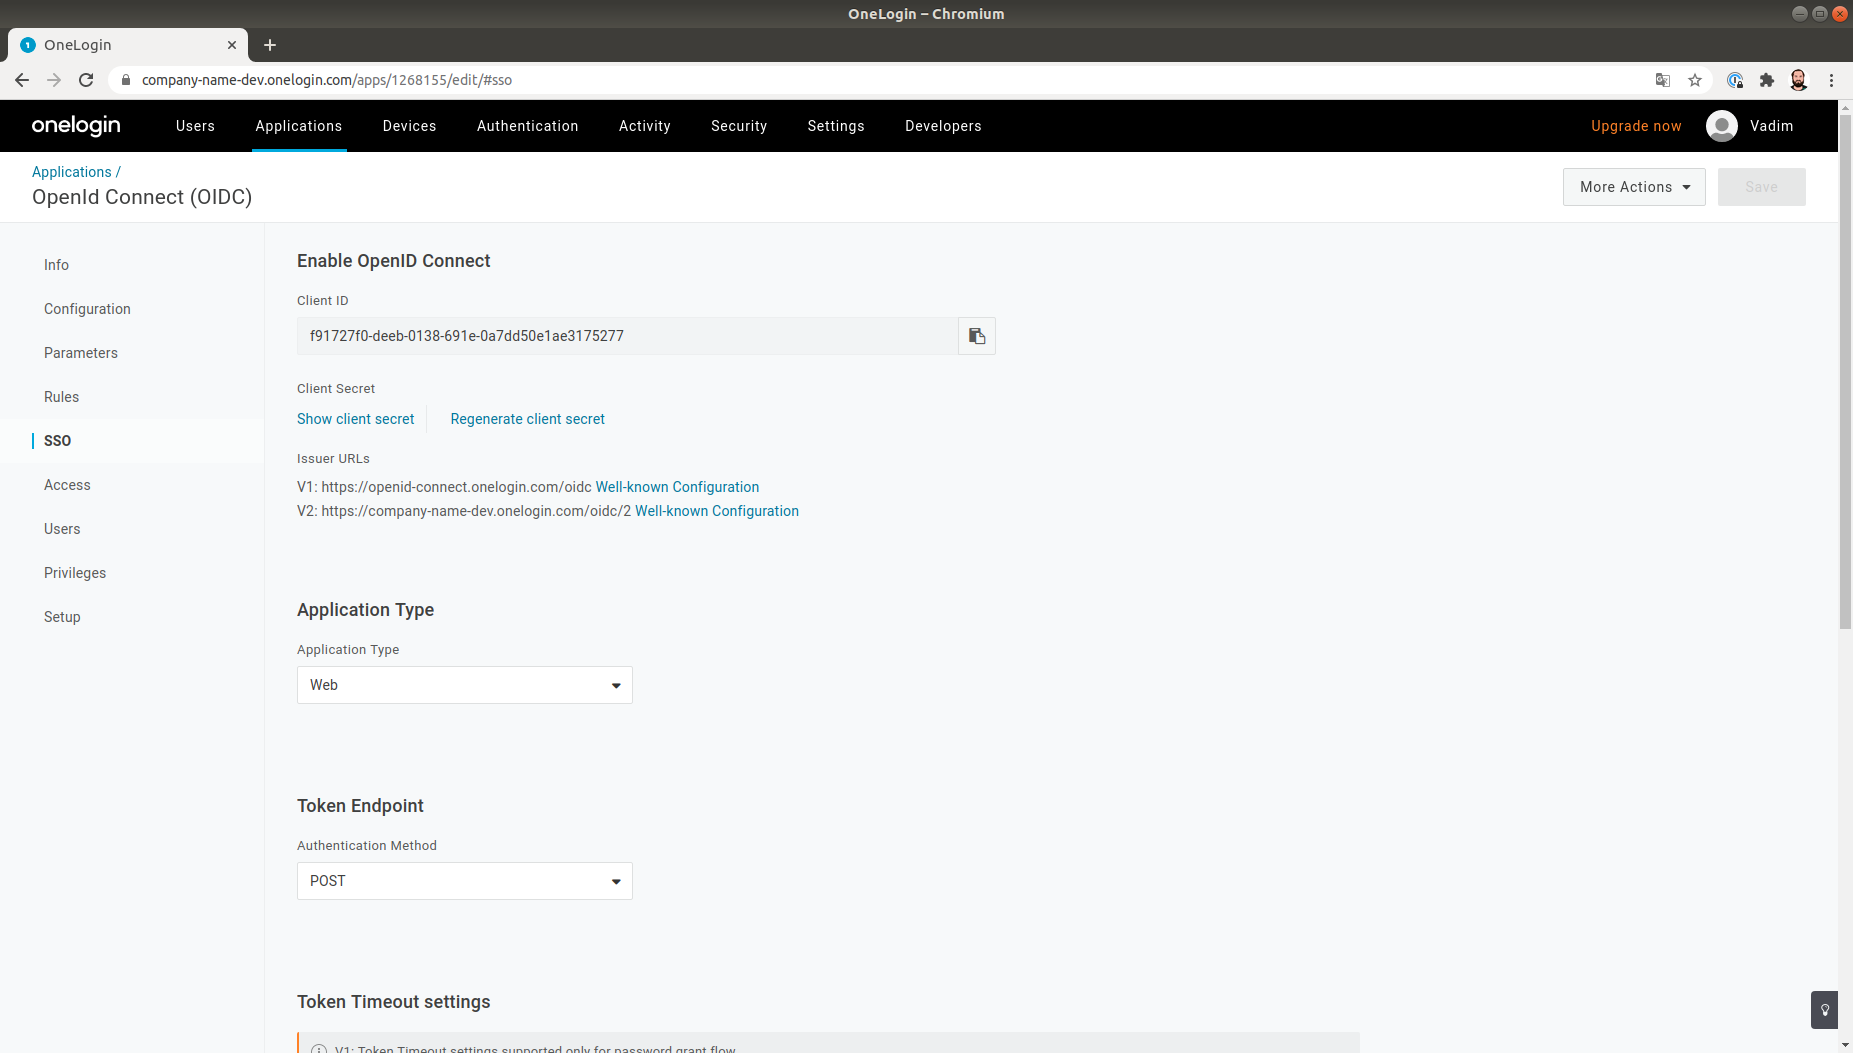 OneLogin – Chromium
OneLogin
company-name-dev.onelogin.com/apps/1268155/edit/#sso
onelogin Users Applications Devices Authentication Activity Security Settings Developers Upgrade now Vadim
Applications /
OpenId Connect (OIDC)
More Actions Save
Info
Configuration
Parameters
Rules
SSO
Access
Users
Privileges
Setup
Enable OpenID Connect
Client ID
f91727f0-deeb-0138-691e-0a7dd50e1ae3175277
Client Secret
Show client secret Regenerate client secret
Issuer URLs
V1: https://openid-connect.onelogin.com/oidc Well-known Configuration
V2: https://company-name-dev.onelogin.com/oidc/2 Well-known Configuration
Application Type
Application Type
Web
Token Endpoint
Authentication Method
POST
Token Timeout settings
V1: Token Timeout settings supported only for password grant flow